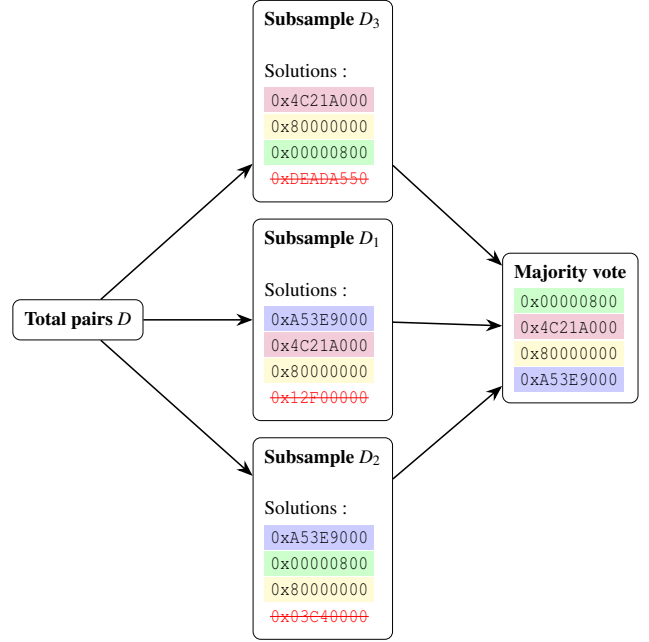 Total pairs D
Subsample D3
Solutions :
0x4C21A000
0x80000000
0x00000800
0xDEADA550
Subsample D1
Solutions :
0xA53E9000
0x4C21A000
0x80000000
0x12F00000
Subsample D2
Solutions :
0xA53E9000
0x00000800
0x80000000
0x03C40000
Majority vote
0x00000800
0x4C21A000
0x80000000
0xA53E9000